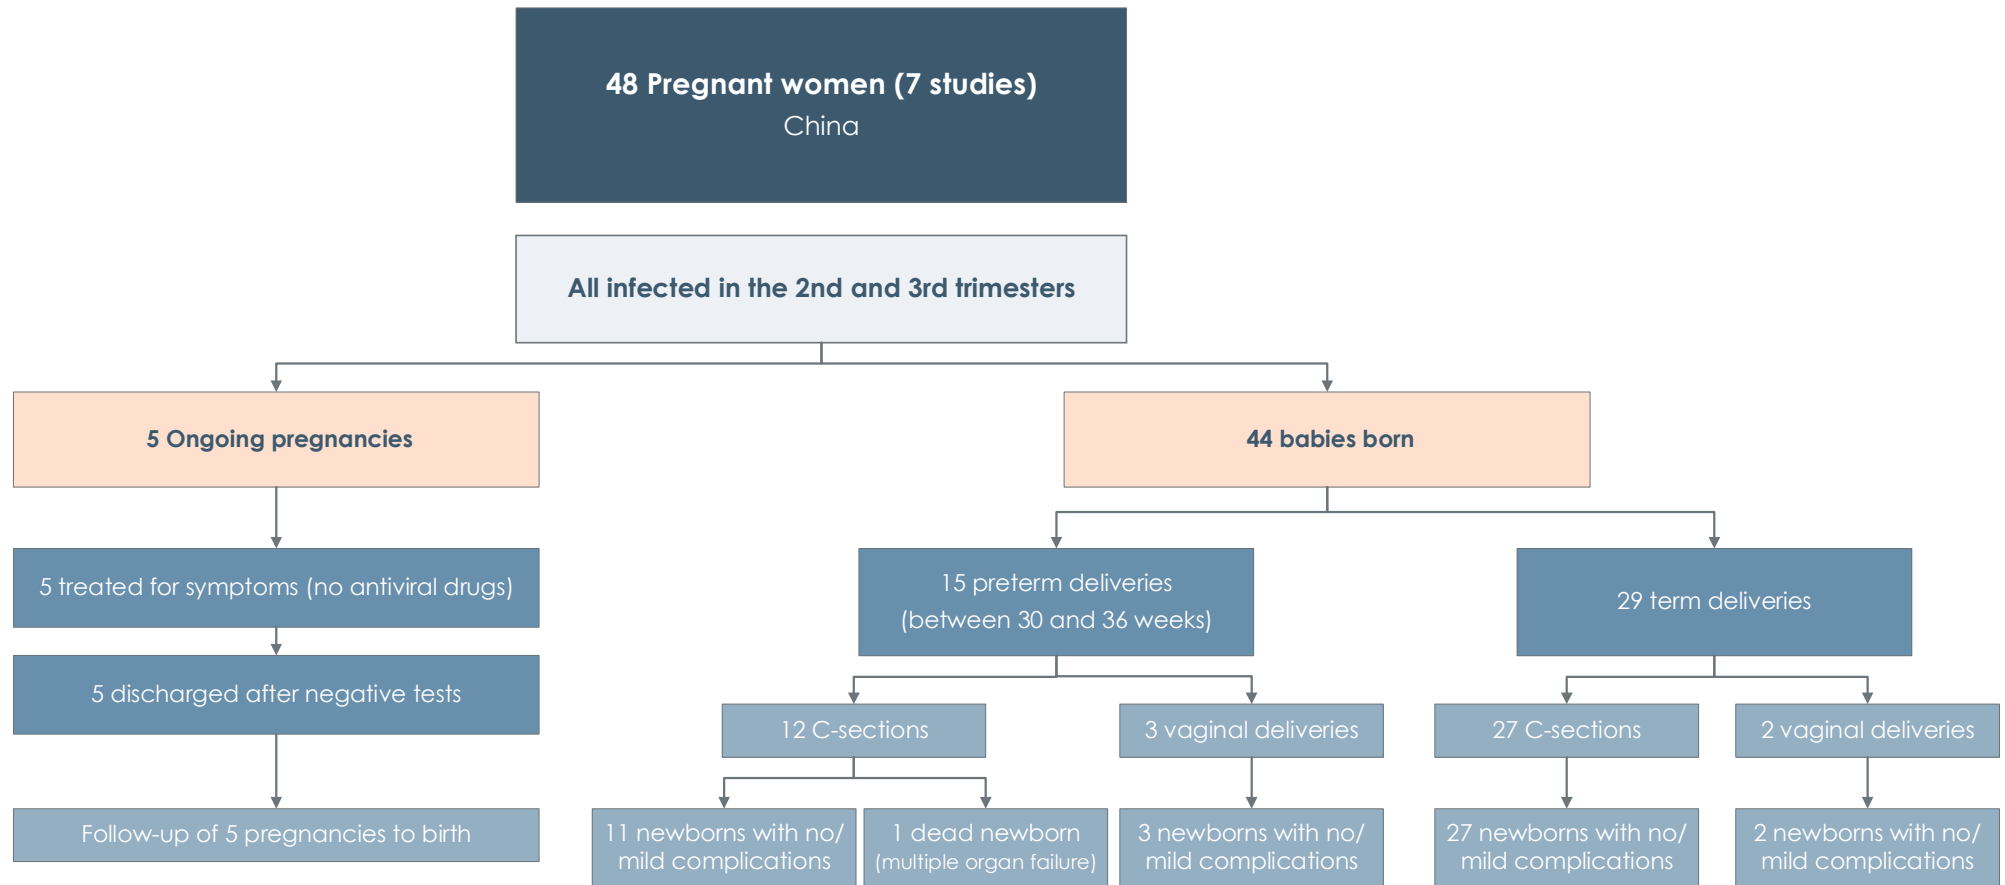 48 Pregnant women (7 studies)
China
All infected in the 2nd and 3rd trimesters
5 Ongoing pregnancies
44 babies born
5 treated for symptoms (no antiviral drugs)
15 preterm deliveries
(between 30 and 36 weeks)
29 term deliveries
5 discharged after negative tests
12 C-sections
3 vaginal deliveries
27 C-sections
2 vaginal deliveries
Follow-up of 5 pregnancies to birth
11 newborns with no/
mild complications
1 dead newborn
(multiple organ failure)
3 newborns with no/
mild complications
27 newborns with no/
mild complications
2 newborns with no/
mild complications